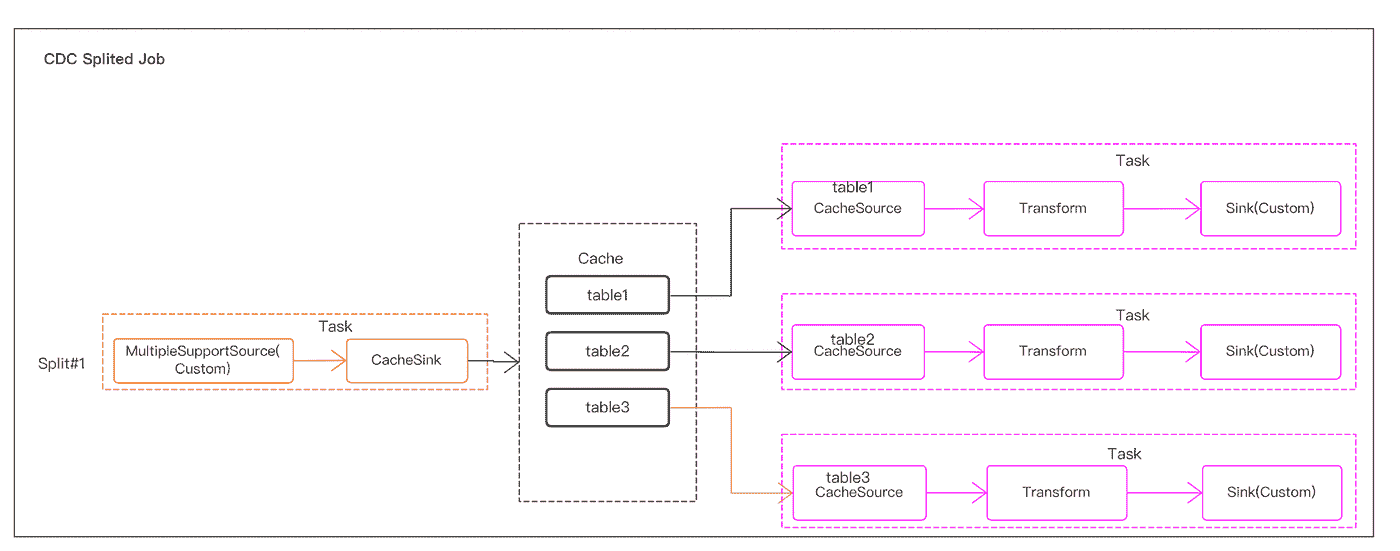 CDC Splited Job
Split#1
Task
MultipleSupportSource(
Custom)
CacheSink
Cache
table1
table2
table3
Task
table1
CacheSource
Transform
Sink(Custom)
Task
table2
CacheSource
Transform
Sink(Custom)
Task
table3
CacheSource
Transform
Sink(Custom)